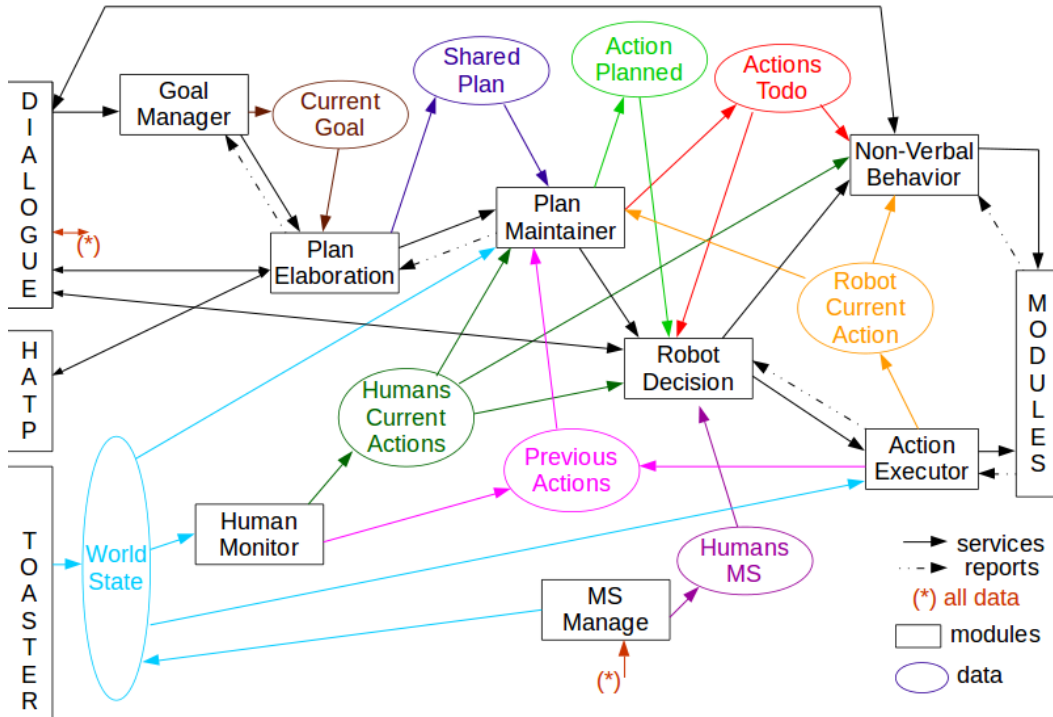 DIALOGUE
Goal
Manager
Current
Goal
Shared
Plan
Action
Planned
Actions
Todo
Non-Verbal
Behavior
(*)
Plan
Elaboration
Plan
Maintainer
Robot
Current
Action
MODULES
HATP
Humans
Current
Actions
Robot
Decision
Previous
Actions
Action
Executor
TOASTER
World
State
Human
Monitor
Humans
MS
MS
Manage
(*)
services
reports
(*) all data
modules
data